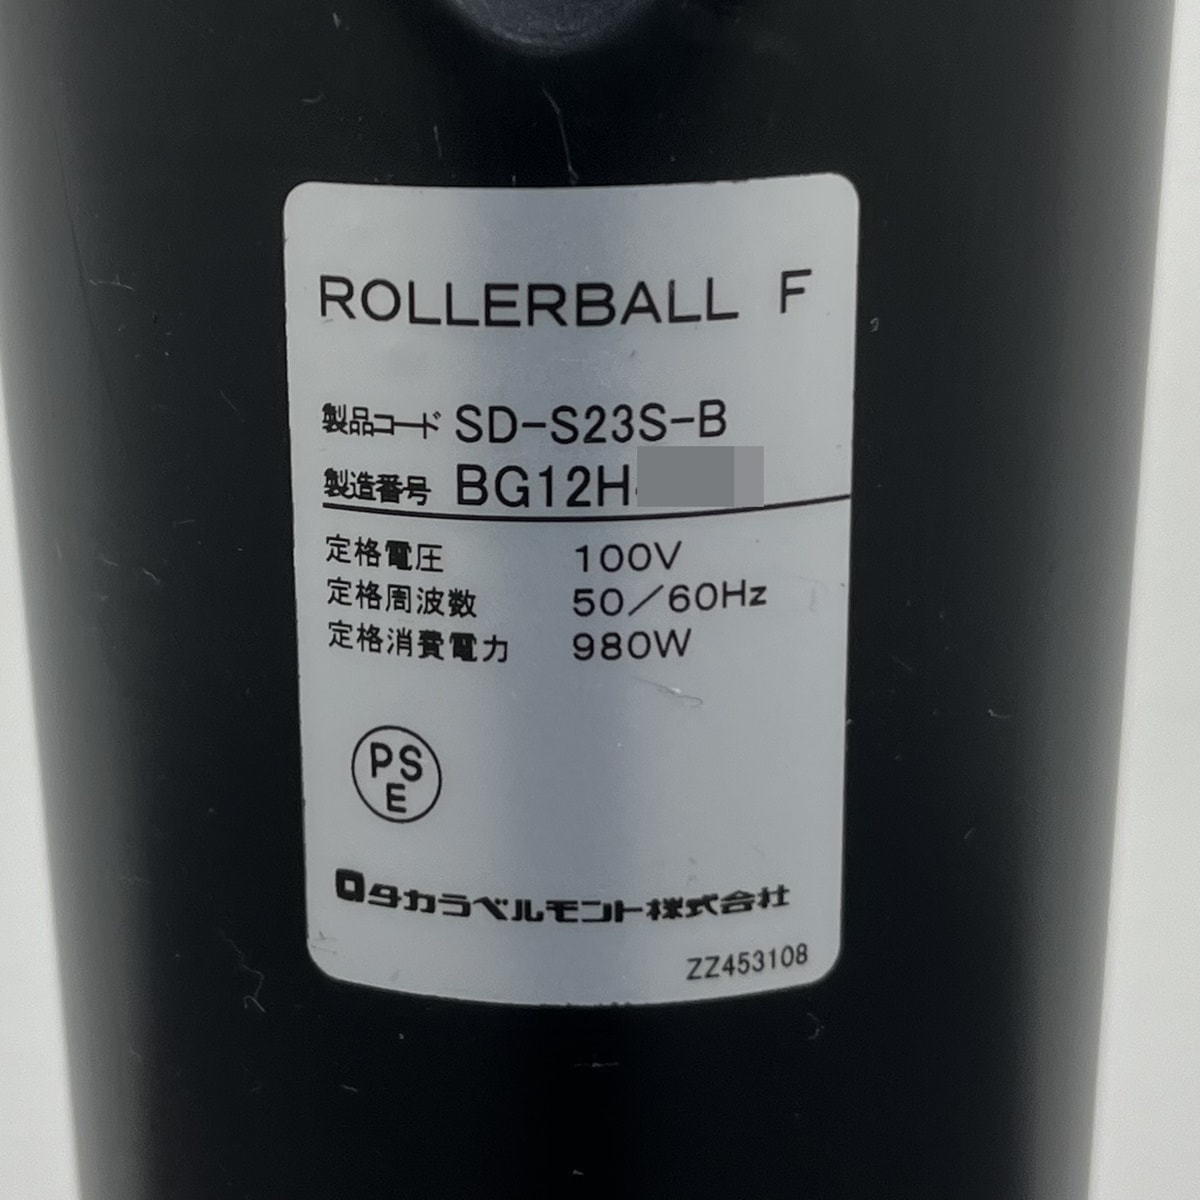 ROLLERBALL F
製品コード SD-S23S-B
製造番号 BG12H
定格電圧 100V
定格周波数 50/60Hz
定格消費電力 980W
PS
E
タカラベルモント株式会社
ZZ453108